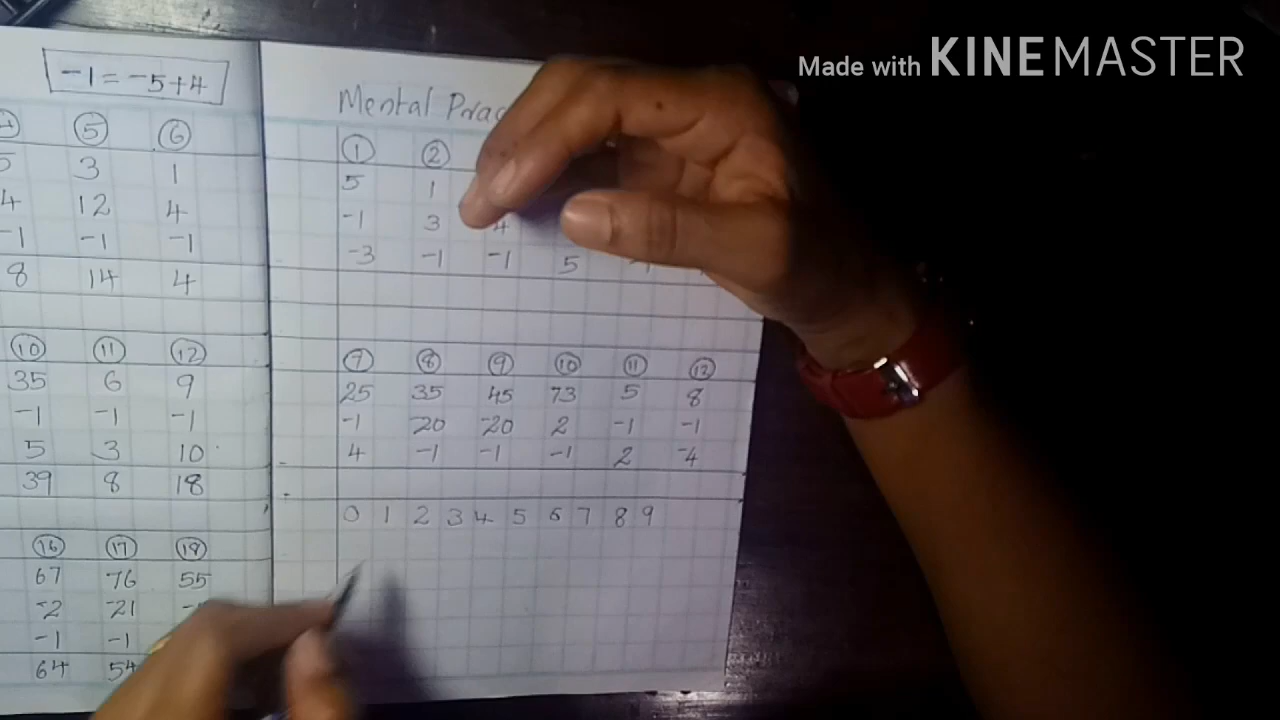 Made with KINEMASTER
-1 = -5+4
5 6
5 3 1
4 12 4
-1 -1 -1
8 14 4
10 11 12
35 6 9
-1 -1 -1
5 3 10
39 8 18
16 17 18
67 76 55
-2 -21
-1 -1
64 54
Mental
1 2
5 1
-1 3 4
-3 -1 -1 5
7 8 9 10 11 12
25 35 45 73 5 8
-1 20 -20 2 -1 -1
4 -1 -1 -1 2 -4
0 1 2 3 4 5 6 7 8 9